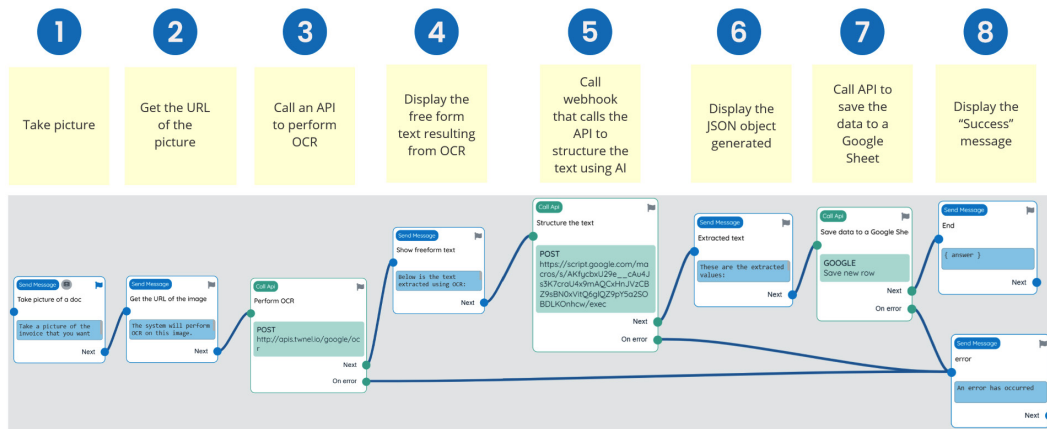 1
2
3
4
5
6
7
8
Take picture
Get the URL
of the
picture
Call an API
to perform
OCR
Display the
free form
text resulting
from OCR
Call
webhook
that calls the
API to
structure the
text using AI
Display the
JSON object
generated
Call API to
save the
data to a
Google
Sheet
Display the
“Success”
message
Send Message
Take picture of a doc
Take a picture of the
invoice that you want
Next
Send Message
Get the URL of the image
The system will perform
OCR on this image.
Next
Call Api
Perform OCR
POST
http://apis.twnel.io/google/oc
r
Next
On error
Send Message
Show freeform text
Below is the text
extracted using OCR:
Next
Call Api
Structure the text
POST
https://script.google.com/ma
Next
On error
Send Message
Extracted text
These are the extracted
values:
Next
Call Api
Save data to a Google She
GOOGLE
Save new row
Next
On error
Send Message
End
{ answer }
Next
Send Message
error
An error has occurred
Next